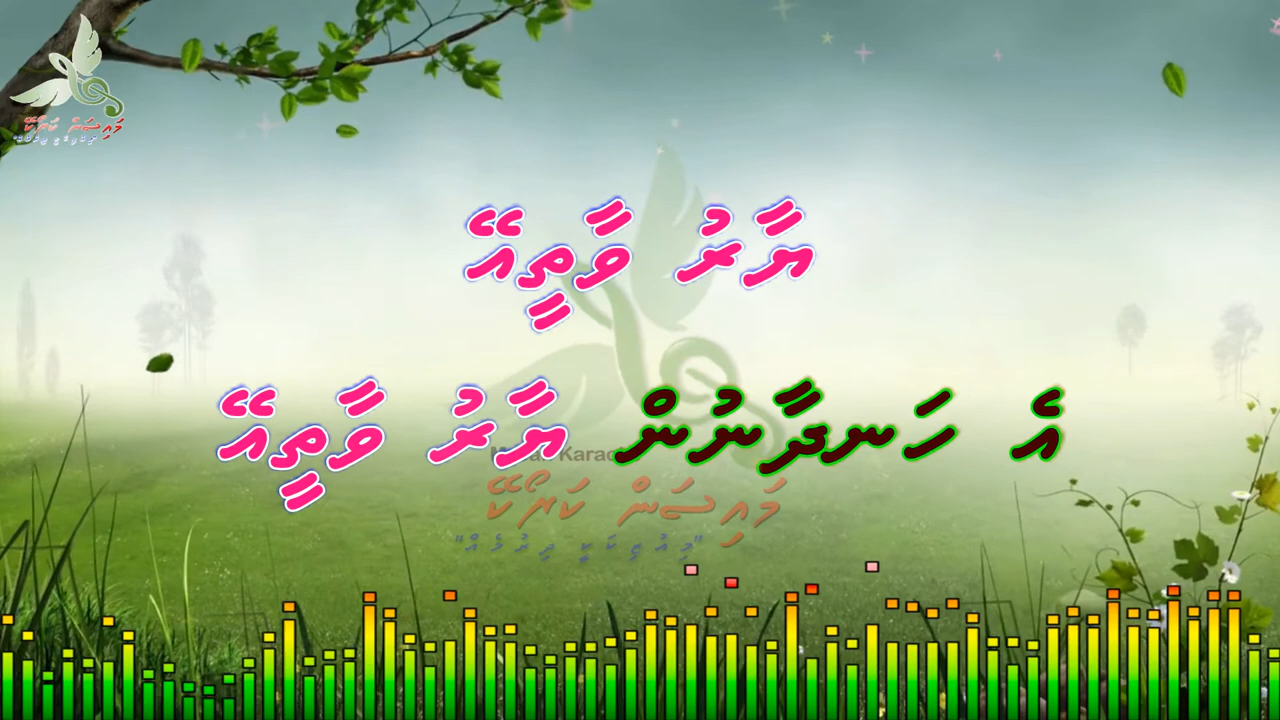 މައިސަން ކަރޯކޭ
ޔާރު ވާތީއޭ
އެ ހަނދާނުން ޔާރު ވާތީއޭ
މައިސަން ކަރޯކޭ
"މިއުޒިކަކީ ދިރުމެއް"